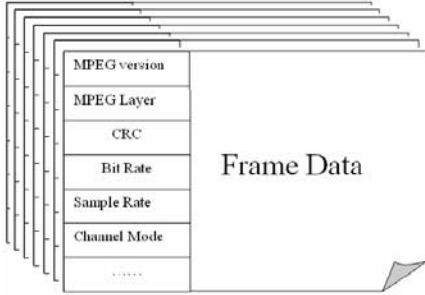 MPEG version
MPEG Layer
CRC
Bit Rate
Sample Rate
Channel Mode
......
Frame Data